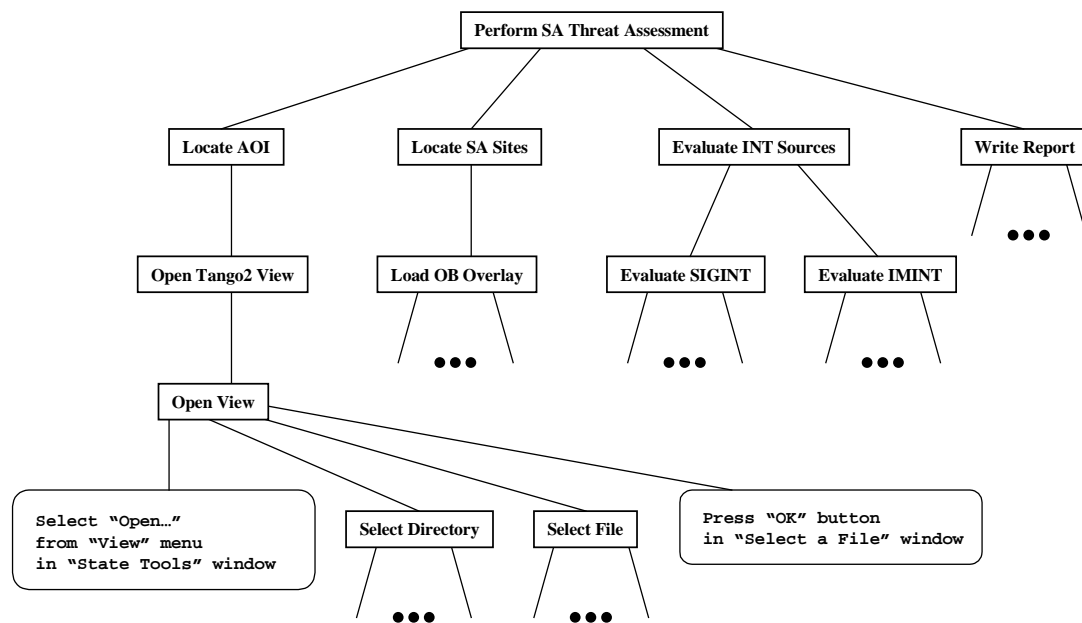 Perform SA Threat Assessment
Locate AOI
Locate SA Sites
Evaluate INT Sources
Write Report
Open Tango2 View
Load OB Overlay
Evaluate SIGINT
Evaluate IMINT
Open View
Select “Open…”
from “View” menu
in “State Tools” window
Select Directory
Select File
Press “OK” button
in “Select a File” window